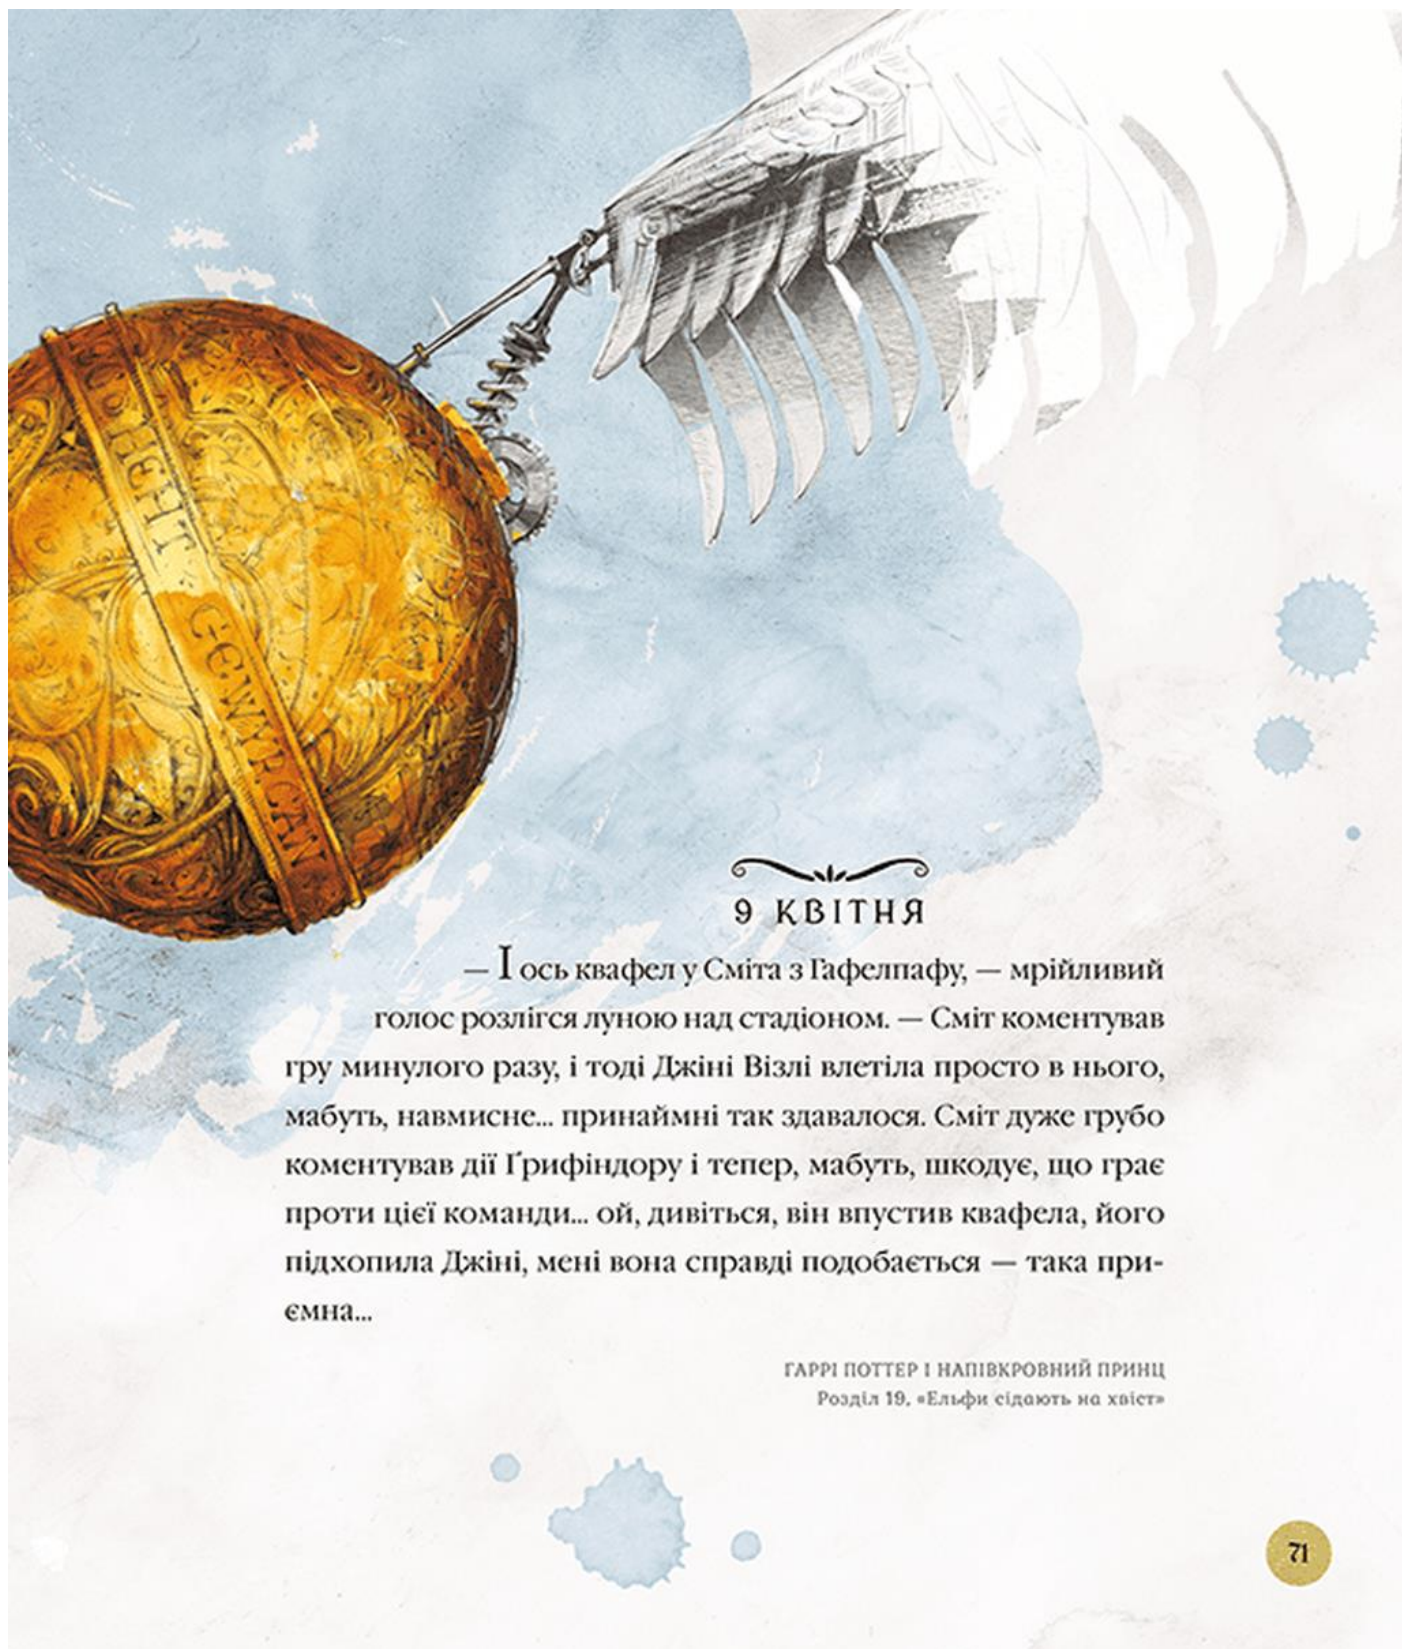 OHEHT
GEWYRCAN
9 КВІТНЯ
— І ось квафел у Сміта з Гафелпафу, — мрійливий
голос розлігся луною над стадіоном. — Сміт коментував
гру минулого разу, і тоді Джіні Візлі влетіла просто в нього,
мабуть, навмисне... принаймні так здавалося. Сміт дуже грубо
коментував дії Ґрифіндору і тепер, мабуть, шкодує, що грає
проти цієї команди... ой, дивіться, він впустив квафела, його
підхопила Джіні, мені вона справді подобається — така при-
ємна...
ГАРРІ ПОТТЕР І НАПІВКРОВНИЙ ПРИНЦ
Розділ 19, «Ельфи сідають на хвіст»
71